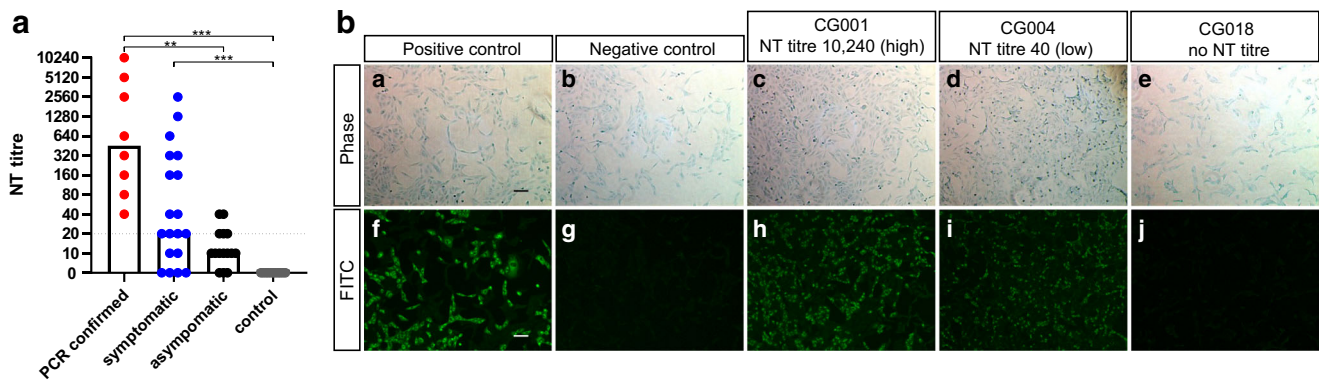 a
***
**
***
NT titre
10240
5120
2560
1280
640
320
160
80
40
20
10
0
PCR confirmed
symptomatic
asympomatic
control
b
Positive control
Negative control
CG001
NT titre 10,240 (high)
CG004
NT titre 40 (low)
CG018
no NT titre
Phase
a
b
c
d
e
FITC
f
g
h
i
j